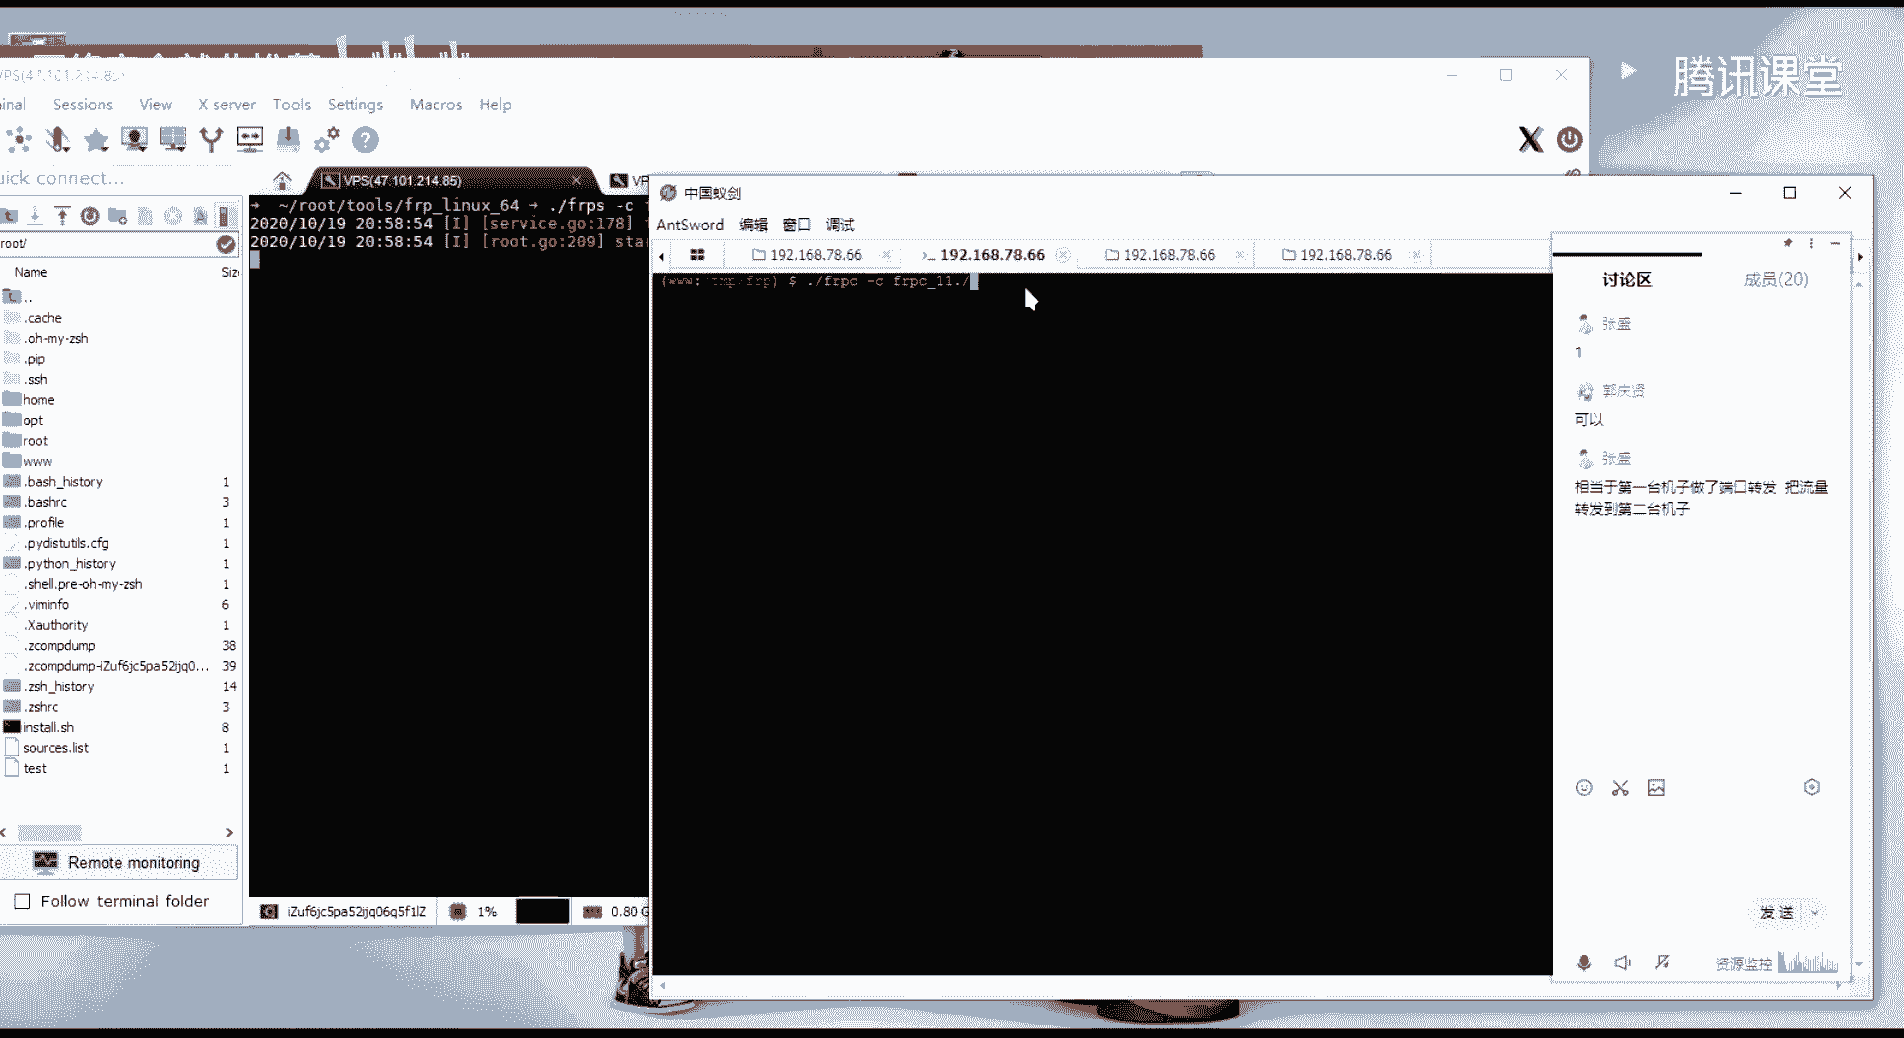 腾讯课堂
VPS(47.101.214.85)
inal Sessions View X server Tools Settings Macros Help
uick connect...
VPS(47.101.214.85)
VP
root/
Name Siz
..
.cache
.oh-my-zsh
.pip
.ssh
home
opt
root
www
.bash_history 1
.bashrc 3
.profile 1
.pydistutils.cfg 1
.python_history 1
.shell.pre-oh-my-zsh 1
.viminfo 6
.Xauthority 1
.zcompdump 38
.zcompdump-iZuf6jc5pa52ijq0... 39
.zsh_history 14
.zshrc 3
install.sh 8
sources.list 1
test 1
Remote monitoring
Follow terminal folder
➜ ~/root/tools/frp_linux_64 → ./frps -c
2020/10/19 20:58:54 [I] [service.go:178]
2020/10/19 20:58:54 [I] [root.go:209] sta
iZuf6jc5pa52ijq06q5f1lZ 1% 0.80 G
中国蚁剑
AntSword 编辑 窗口 调试
192.168.78.66 192.168.78.66 192.168.78.66 192.168.78.66
(www:/tmp/frp) $ ./frpc -c frpc_11./
讨论区 成员(20)
张盛
1
郭庆贤
可以
张盛
相当于第一台机子做了端口转发 把流量
转发到第二台机子
发送
资源监控